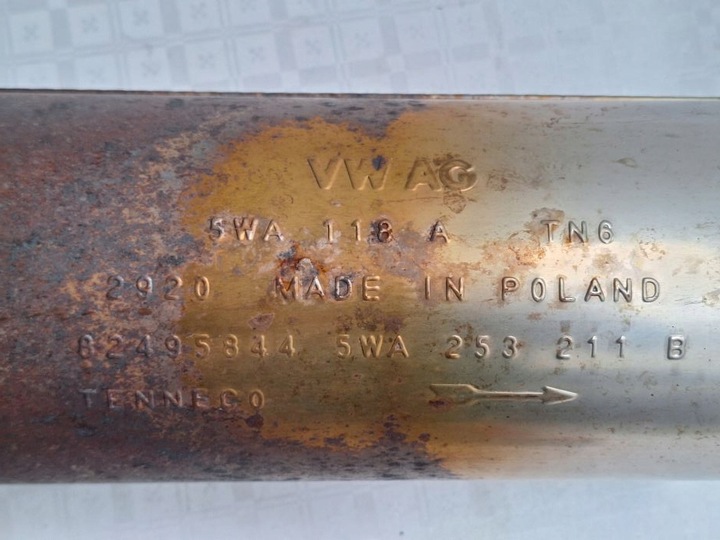 VW AG
5WA 118 A TN6
2920 MADE IN POLAND
82495844 5WA 253 211 B
TENNECO